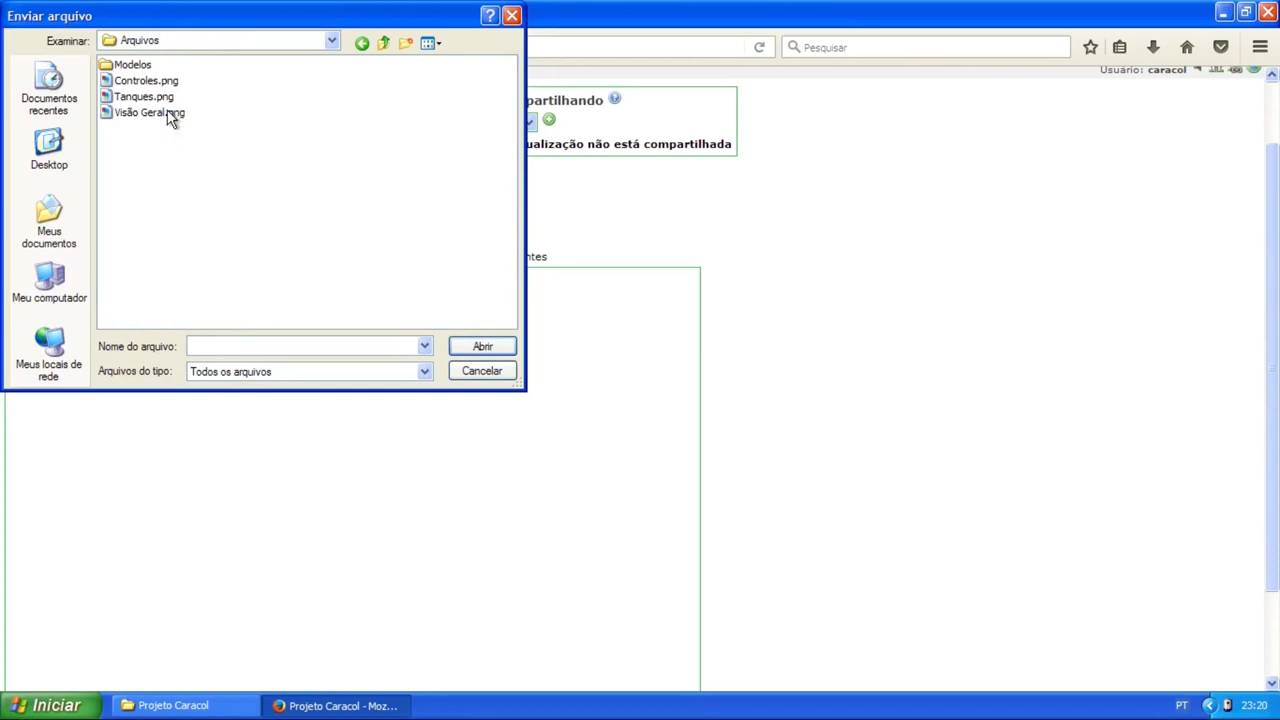 Enviar arquivo
Examinar: Arquivos
Pesquisar
Modelos
Controles.png
Tanques.png
Visão Geral.png
Documentos recentes
Desktop
Meus documentos
Meu computador
Meus locais de rede
Nome do arquivo: Abrir
Arquivos do tipo: Todos os arquivos Cancelar
Usuário: caracol
partilhando
ualização não está compartilhada
ntes
Iniciar Projeto Caracol Projeto Caracol - Moz... PT 23:20